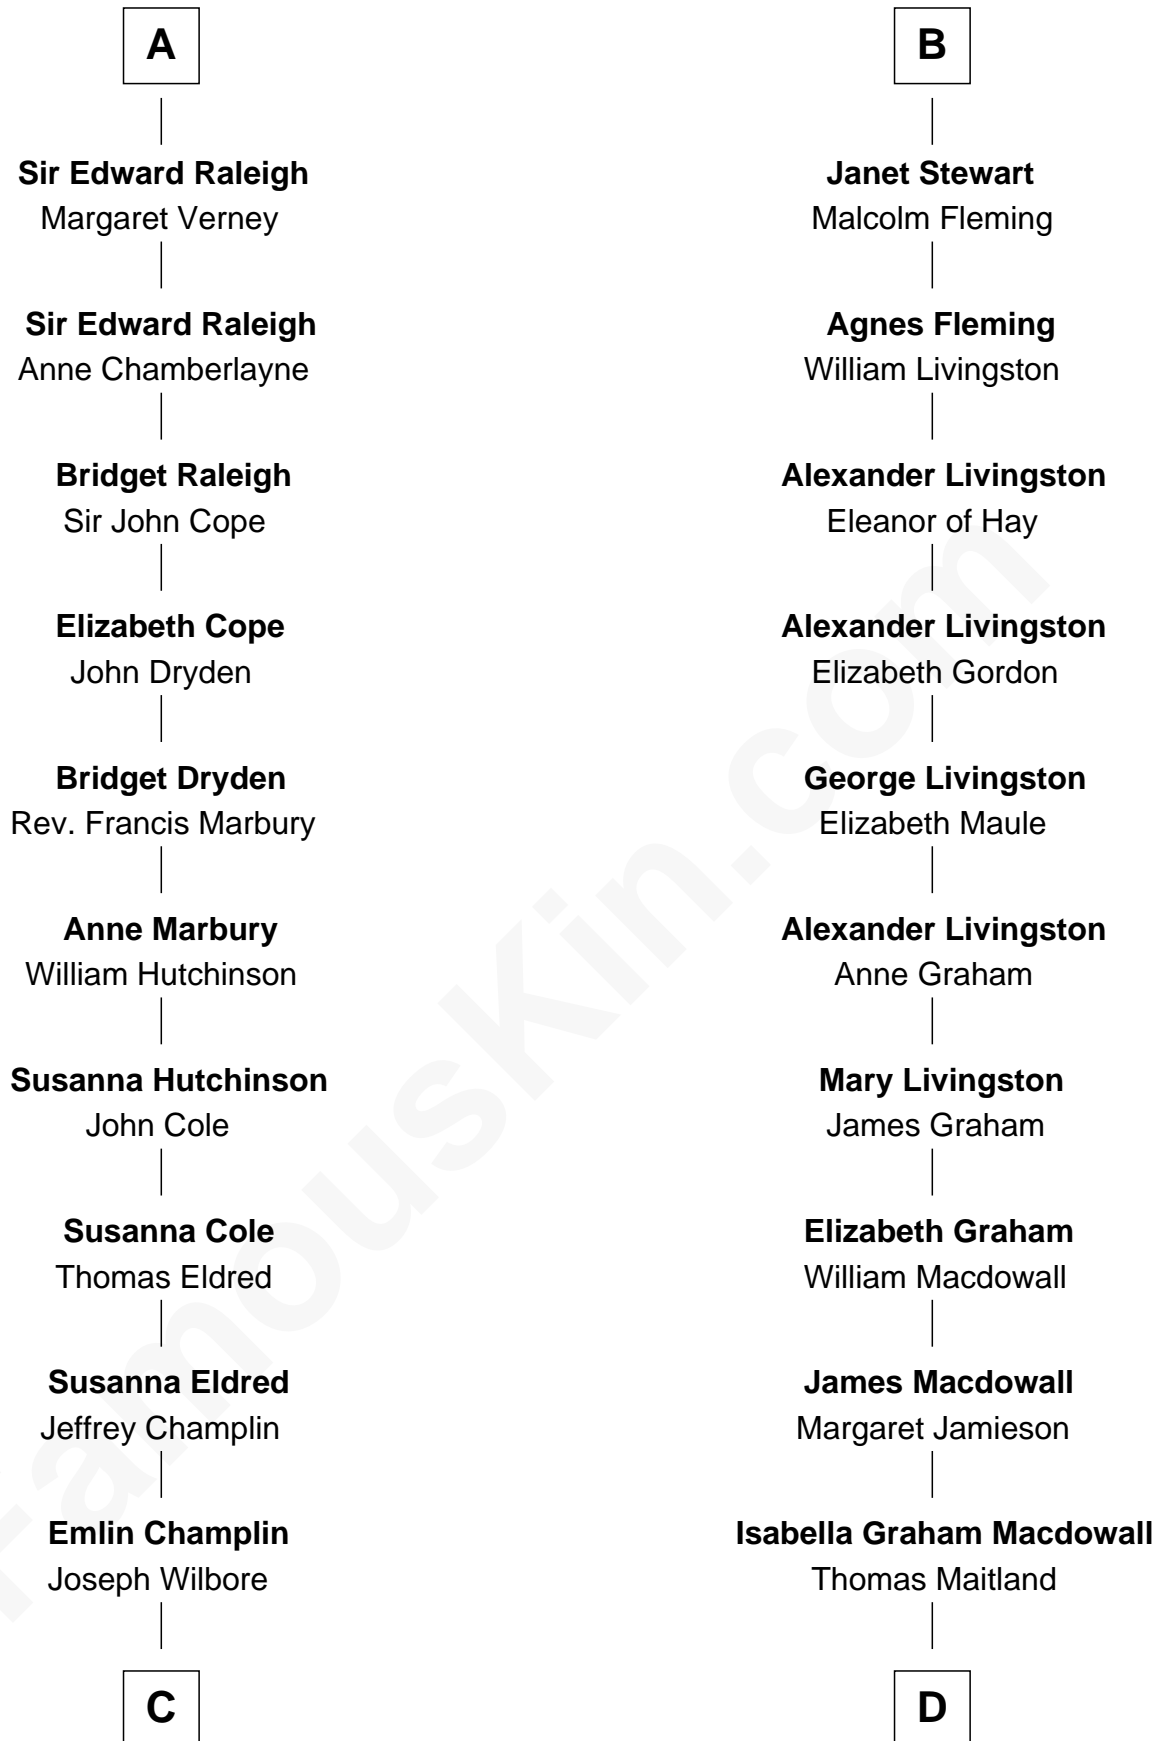 A
Sir Edward Raleigh
Margaret Verney
Sir Edward Raleigh
Anne Chamberlayne
Bridget Raleigh
Sir John Cope
Elizabeth Cope
John Dryden
Bridget Dryden
Rev. Francis Marbury
Anne Marbury
William Hutchinson
Susanna Hutchinson
John Cole
Susanna Cole
Thomas Eldred
Susanna Eldred
Jeffrey Champlin
Emlin Champlin
Joseph Wilbore
C
B
Janet Stewart
Malcolm Fleming
Agnes Fleming
William Livingston
Alexander Livingston
Eleanor of Hay
Alexander Livingston
Elizabeth Gordon
George Livingston
Elizabeth Maule
Alexander Livingston
Anne Graham
Mary Livingston
James Graham
Elizabeth Graham
William Macdowall
James Macdowall
Margaret Jamieson
Isabella Graham Macdowall
Thomas Maitland
D
FamousKin.com